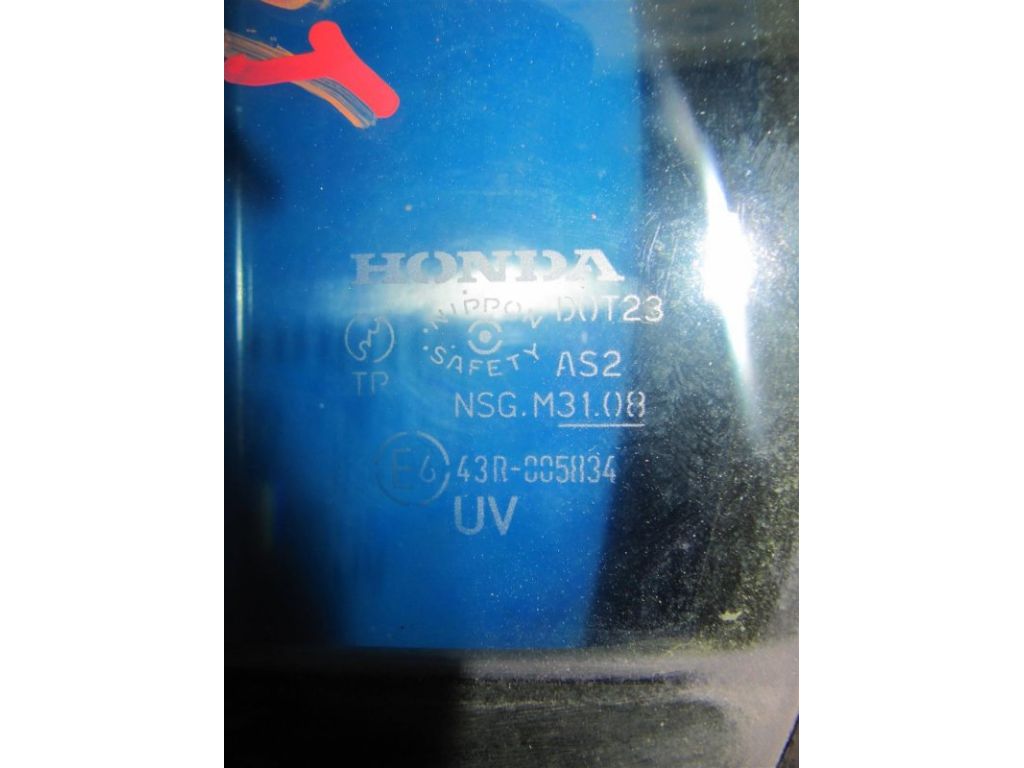 HONDA
NIPPON SAFETY
DOT23
TP
AS2
NSG.M31.08
E6 43R-005834
UV